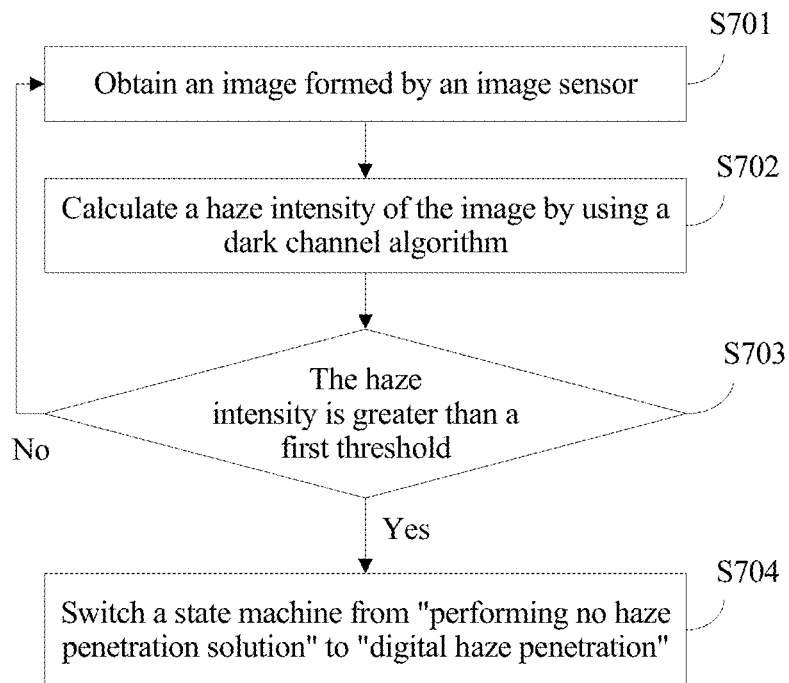 S701
Obtain an image formed by an image sensor
S702
Calculate a haze intensity of the image by using a
dark channel algorithm
S703
The haze
intensity is greater than a
first threshold
No
Yes
S704
Switch a state machine from "performing no haze
penetration solution" to "digital haze penetration"